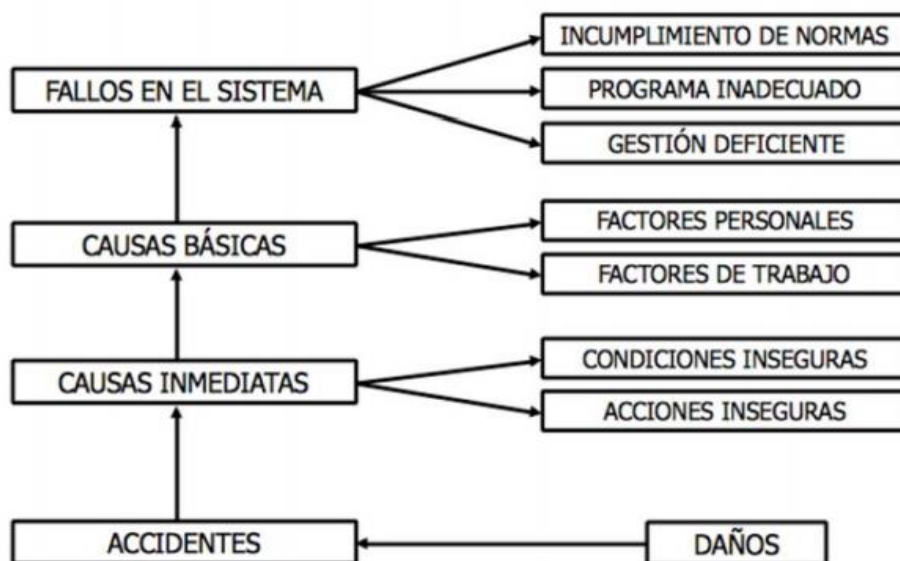 INCUMPLIMIENTO DE NORMAS
FALLOS EN EL SISTEMA
PROGRAMA INADECUADO
GESTIÓN DEFICIENTE
CAUSAS BÁSICAS
FACTORES PERSONALES
FACTORES DE TRABAJO
CAUSAS INMEDIATAS
CONDICIONES INSEGURAS
ACCIONES INSEGURAS
ACCIDENTES
DAÑOS